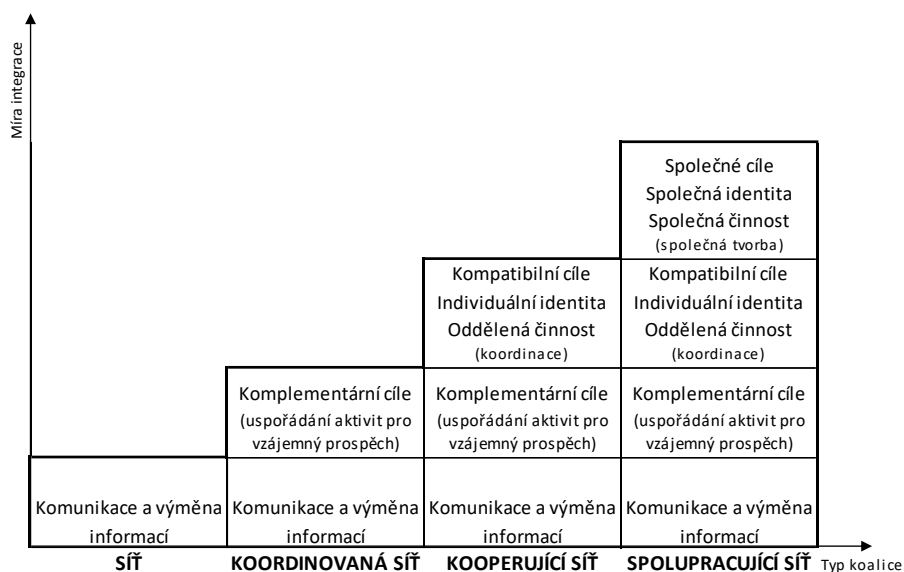 Míra integrace
Společné cíle
Společná identita
Společná činnost
(společná tvorba)
Kompatibilní cíle
Individuální identita
Oddělená činnost
(koordinace)
Kompatibilní cíle
Individuální identita
Oddělená činnost
(koordinace)
Komplementární cíle
(uspořádání aktivit pro
vzájemný prospěch)
Komplementární cíle
(uspořádání aktivit pro
vzájemný prospěch)
Komplementární cíle
(uspořádání aktivit pro
vzájemný prospěch)
Komunikace a výměna
informací
Komunikace a výměna
informací
Komunikace a výměna
informací
Komunikace a výměna
informací
SÍŤ
KOORDINOVANÁ SÍŤ
KOOPERUJÍCÍ SÍŤ
SPOLUPRACUJÍCÍ SÍŤ
Typ koalice